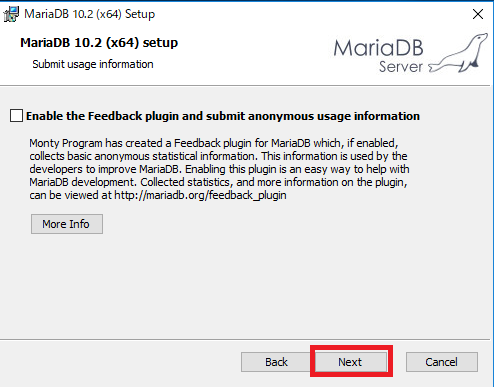 MariaDB 10.2 (x64) Setup
MariaDB 10.2 (x64) setup
Submit usage information
MariaDB
Server
Enable the Feedback plugin and submit anonymous usage information
Monty Program has created a Feedback plugin for MariaDB which, if enabled,
collects basic anonymous statistical information. This information is used by the
developers to improve MariaDB. Enabling this plugin is an easy way to help with
MariaDB development. Collected statistics, and more information on the plugin,
can be viewed at http://mariadb.org/feedback_plugin
More Info
Back
Next
Cancel